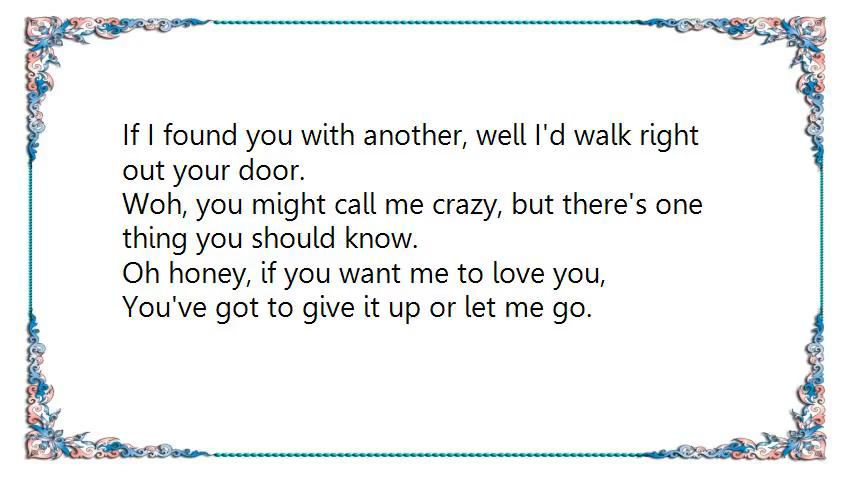 If I found you with another, well I'd walk right
out your door.
Woh, you might call me crazy, but there's one
thing you should know.
Oh honey, if you want me to love you,
You've got to give it up or let me go.